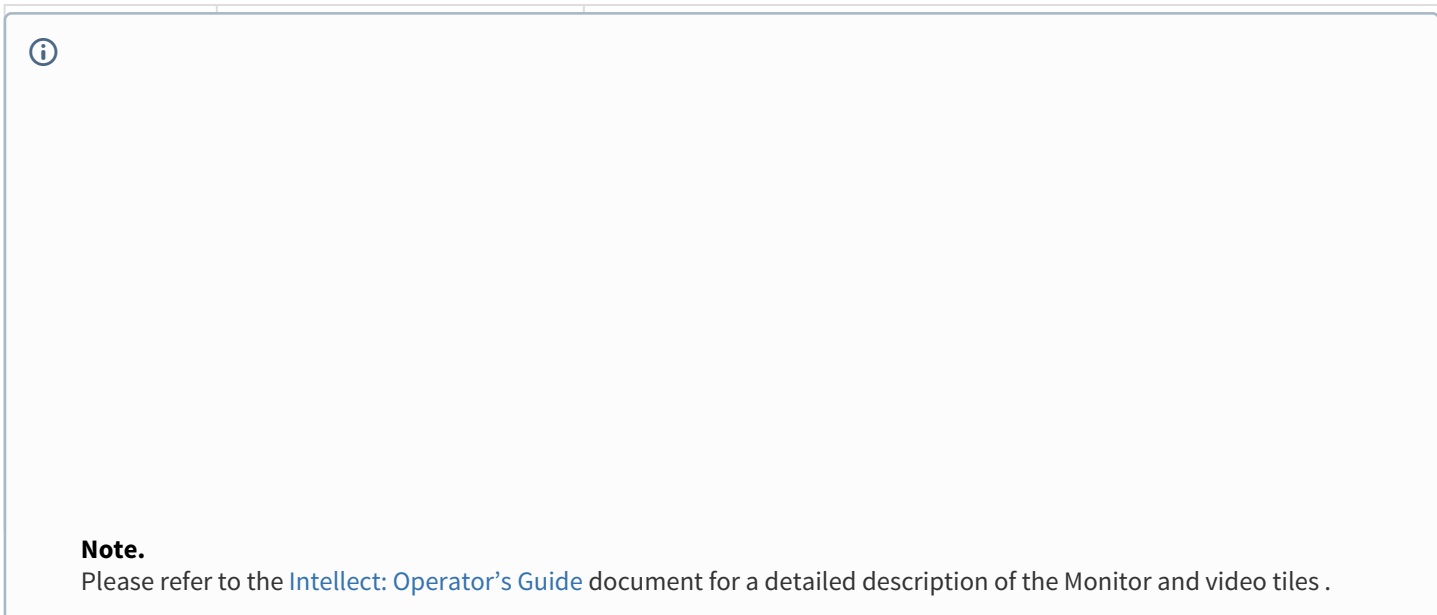 Note.
Please refer to the Intellect: Operator’s Guide document for a detailed description of the Monitor and video tiles .